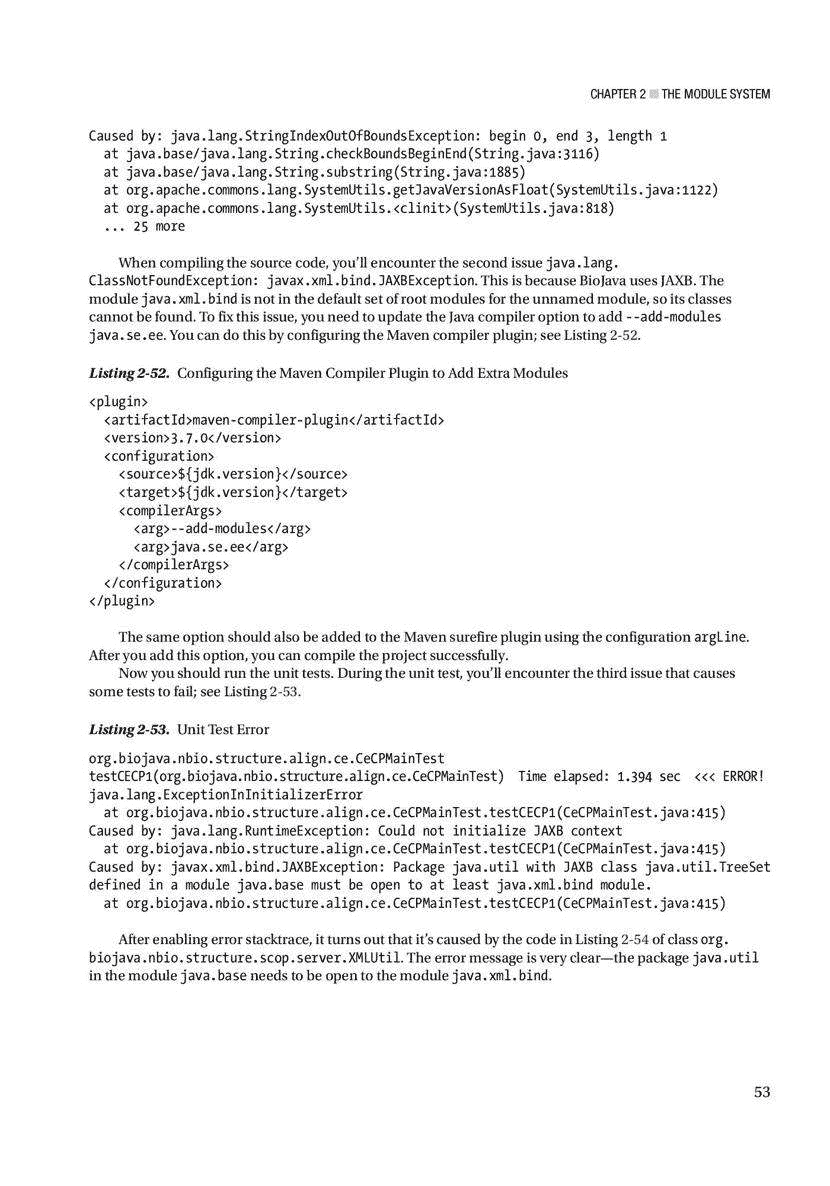 CHAPTER 2 ■ THE MODULE SYSTEM
Caused by: java.lang.StringIndexOutOfBoundsException: begin 0, end 3, length 1
  at java.base/java.lang.String.checkBoundsBeginEnd(String.java:3116)
  at java.base/java.lang.String.substring(String.java:1885)
  at org.apache.commons.lang.SystemUtils.getJavaVersionAsFloat(SystemUtils.java:1122)
  at org.apache.commons.lang.SystemUtils.<clinit>(SystemUtils.java:818)
  ... 25 more
When compiling the source code, you'll encounter the second issue java.lang.
ClassNotFoundException: javax.xml.bind.JAXBException. This is because BioJava uses JAXB. The
module java.xml.bind is not in the default set of root modules for the unnamed module, so its classes
cannot be found. To fix this issue, you need to update the Java compiler option to add --add-modules
java.se.ee. You can do this by configuring the Maven compiler plugin; see Listing 2-52.
Listing 2-52. Configuring the Maven Compiler Plugin to Add Extra Modules
<plugin>
  <artifactId>maven-compiler-plugin</artifactId>
  <version>3.7.0</version>
  <configuration>
    <source>${jdk.version}</source>
    <target>${jdk.version}</target>
    <compilerArgs>
      <arg>--add-modules</arg>
      <arg>java.se.ee</arg>
    </compilerArgs>
  </configuration>
</plugin>
The same option should also be added to the Maven surefire plugin using the configuration argLine.
After you add this option, you can compile the project successfully.
Now you should run the unit tests. During the unit test, you'll encounter the third issue that causes
some tests to fail; see Listing 2-53.
Listing 2-53. Unit Test Error
org.biojava.nbio.structure.align.ce.CeCPMainTest
testCECP1(org.biojava.nbio.structure.align.ce.CeCPMainTest)  Time elapsed: 1.394 sec  <<< ERROR!
java.lang.ExceptionInInitializerError
  at org.biojava.nbio.structure.align.ce.CeCPMainTest.testCECP1(CeCPMainTest.java:415)
Caused by: java.lang.RuntimeException: Could not initialize JAXB context
  at org.biojava.nbio.structure.align.ce.CeCPMainTest.testCECP1(CeCPMainTest.java:415)
Caused by: javax.xml.bind.JAXBException: Package java.util with JAXB class java.util.TreeSet
defined in a module java.base must be open to at least java.xml.bind module.
  at org.biojava.nbio.structure.align.ce.CeCPMainTest.testCECP1(CeCPMainTest.java:415)
After enabling error stacktrace, it turns out that it's caused by the code in Listing 2-54 of class org.
biojava.nbio.structure.scop.server.XMLUtil. The error message is very clear—the package java.util
in the module java.base needs to be open to the module java.xml.bind.
53